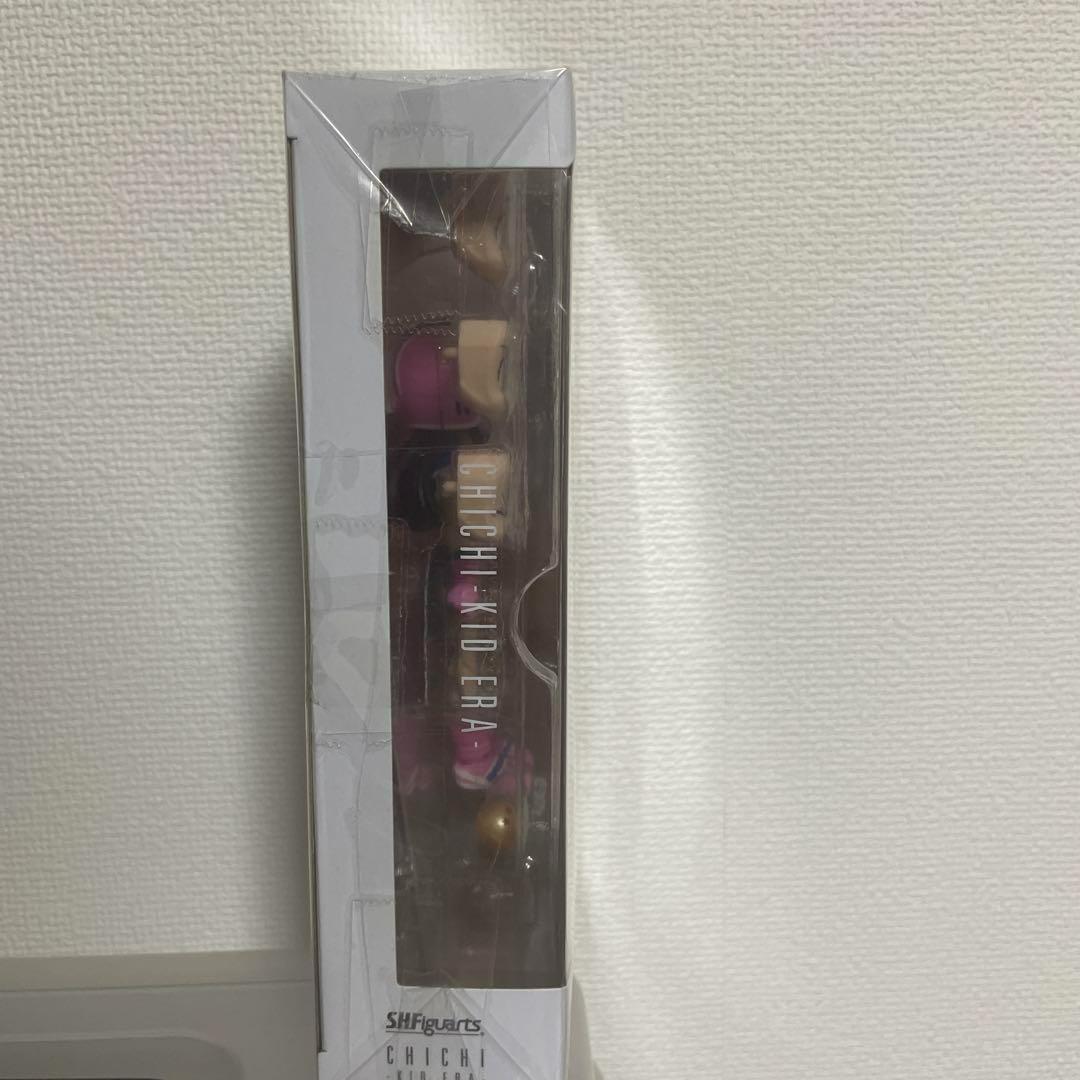 CHICHI-KID ERA-
S.H.Figuarts
CHICHI
-KID ERA-